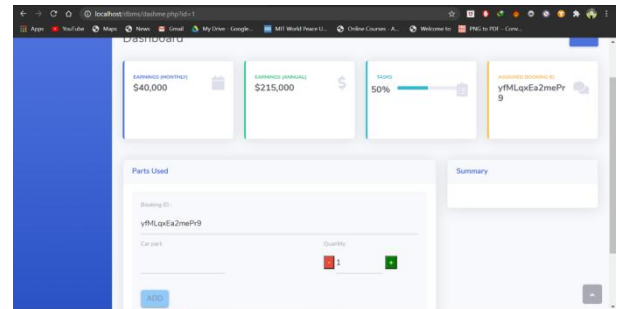 localhost/dbms/dashme.php?id=1
Apps YouTube Maps News Gmail My Drive - Google... MIT World Peace U... Online Courses - A... Welcome to PNG to PDF – Conv...
Dashboard
EARNINGS (MONTHLY)
$40,000
EARNINGS (ANNUAL)
$215,000
TASKS
50%
ASSIGNED BOOKING ID
yfMLqxEa2mePr
9
Parts Used
Summary
Booking ID :
yfMLqxEa2mePr9
Car part
Quantity
- 1 +
ADD